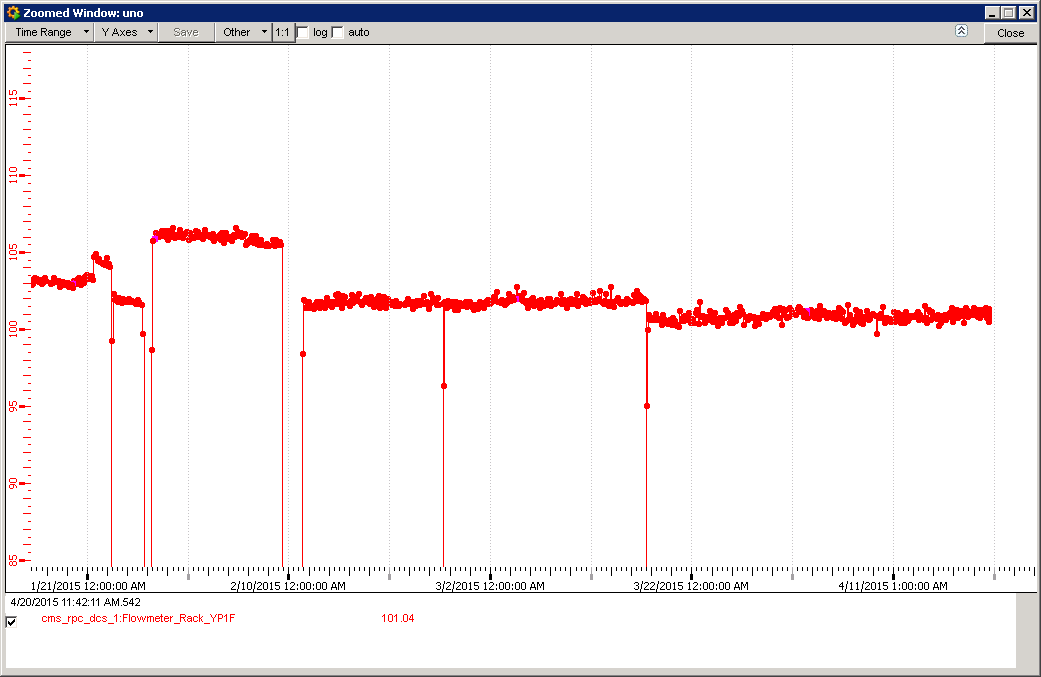 Zoomed Window: uno
Time Range Y Axes Save Other 1:1 log auto Close
115
110
105
100
95
90
85
1/21/2015 12:00:00 AM 2/10/2015 12:00:00 AM 3/2/2015 12:00:00 AM 3/22/2015 12:00:00 AM 4/11/2015 1:00:00 AM
4/20/2015 11:42:11 AM.542
cms_rpc_dcs_1:Flowmeter_Rack_YP1F 101.04